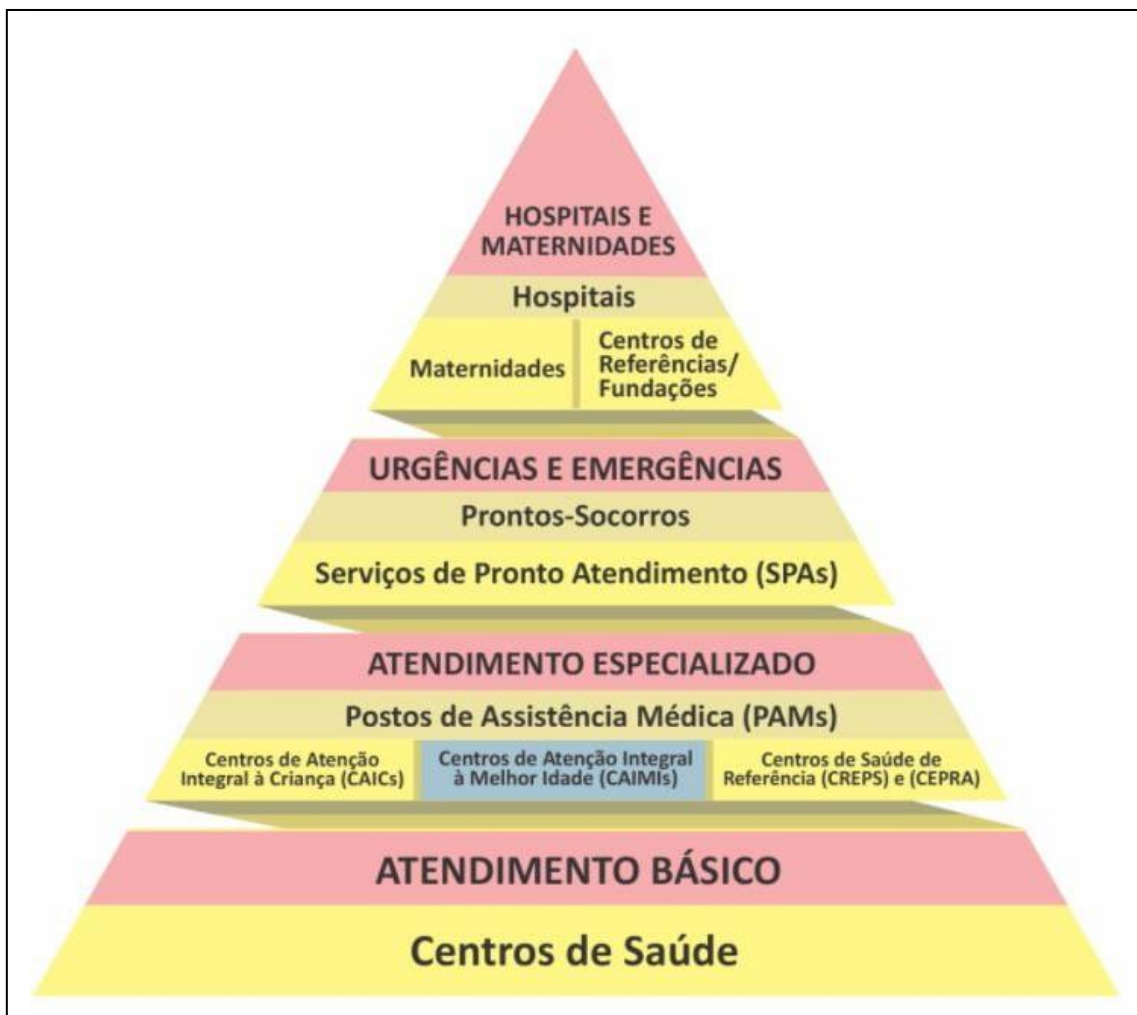 HOSPITAIS E
MATERNIDADES
Hospitais
Maternidades
Centros de
Referências/
Fundações
URGÊNCIAS E EMERGÊNCIAS
Prontos-Socorros
Serviços de Pronto Atendimento (SPAs)
ATENDIMENTO ESPECIALIZADO
Postos de Assistência Médica (PAMs)
Centros de Atenção
Integral à Criança (CAICs)
Centros de Atenção Integral
à Melhor Idade (CAIMIs)
Centros de Saúde de
Referência (CREPS) e (CEPRA)
ATENDIMENTO BÁSICO
Centros de Saúde